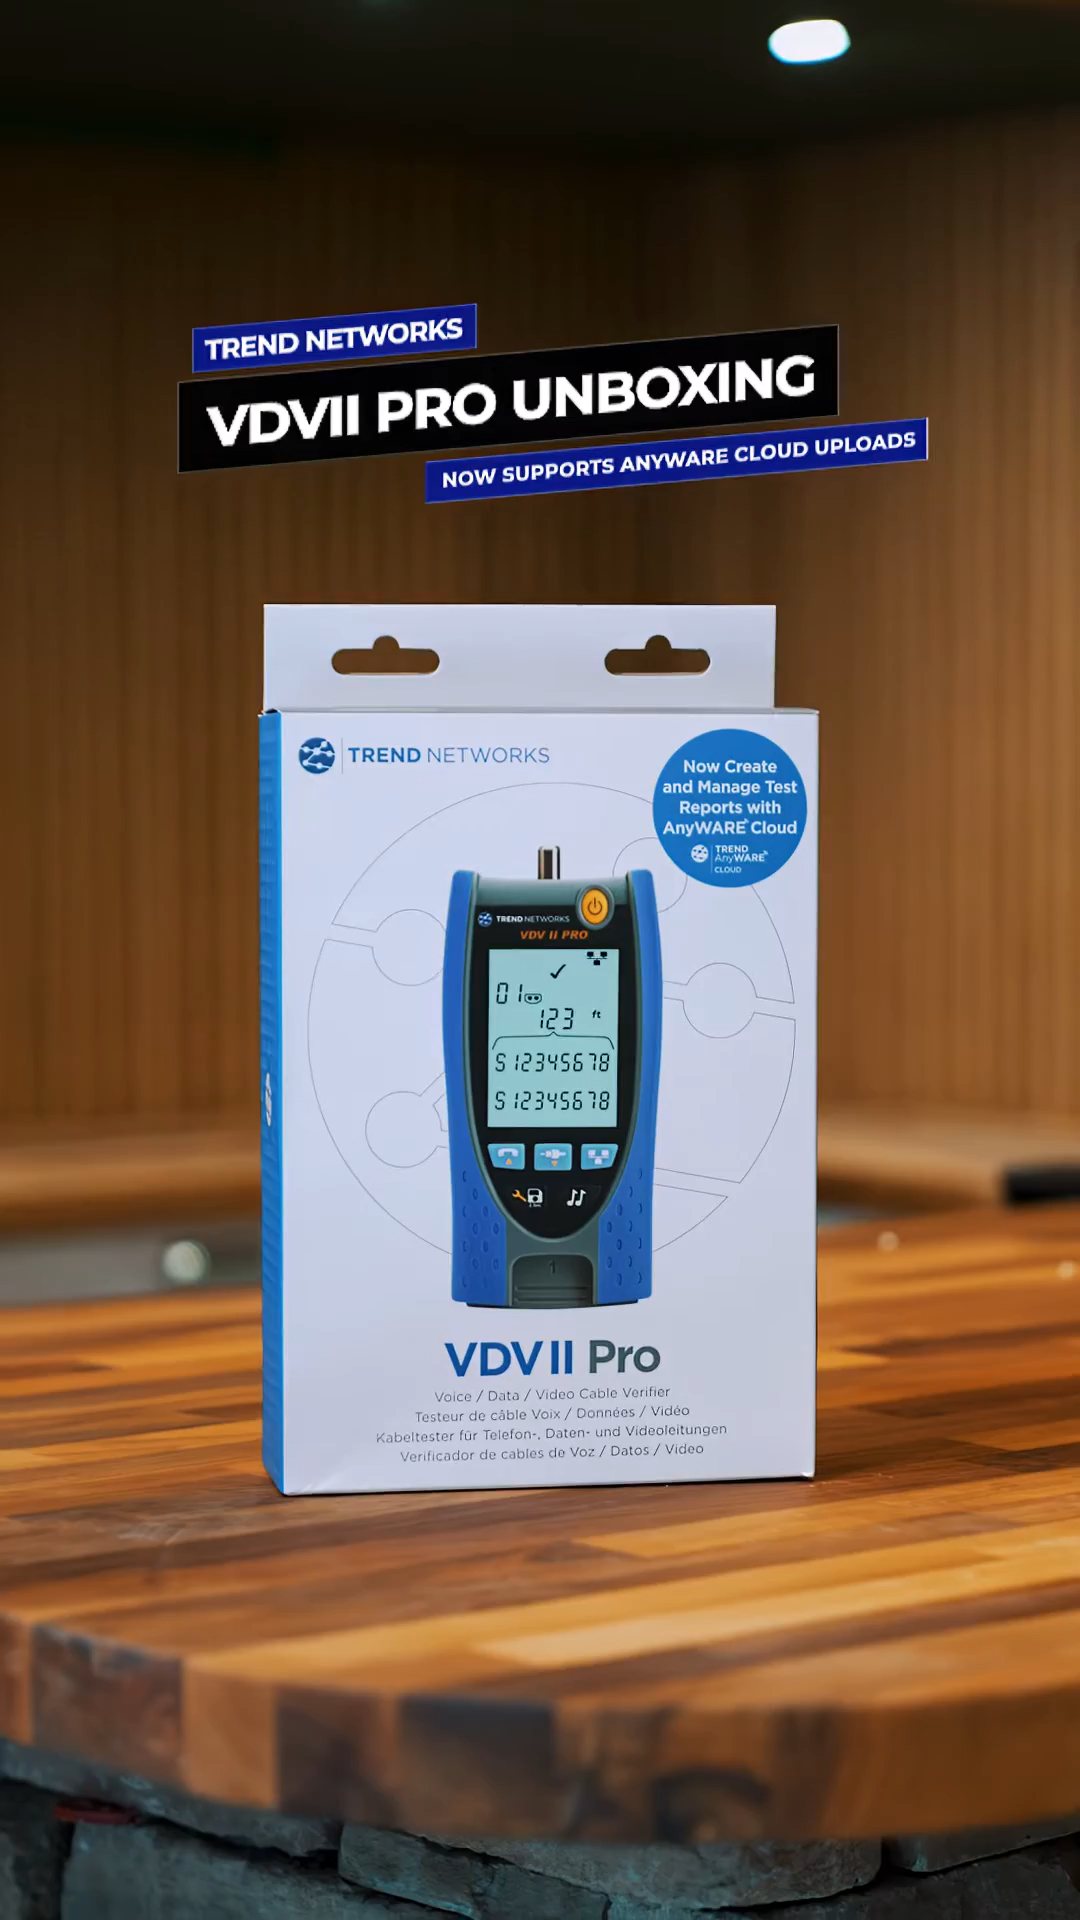 TREND NETWORKS
VDVII PRO UNBOXING
NOW SUPPORTS ANYWARE CLOUD UPLOADS
TREND NETWORKS
Now Create
and Manage Test
Reports with
AnyWARE Cloud
TREND
AnyWARE
CLOUD
TREND NETWORKS
VDV II PRO
01
123 ft
S 12345678
S 12345678
1
VDV II Pro
Voice / Data / Video Cable Verifier
Testeur de câble Voix / Données / Vidéo
Kabeltester für Telefon-, Daten- und Videoleitungen
Verificador de cables de Voz / Datos / Video